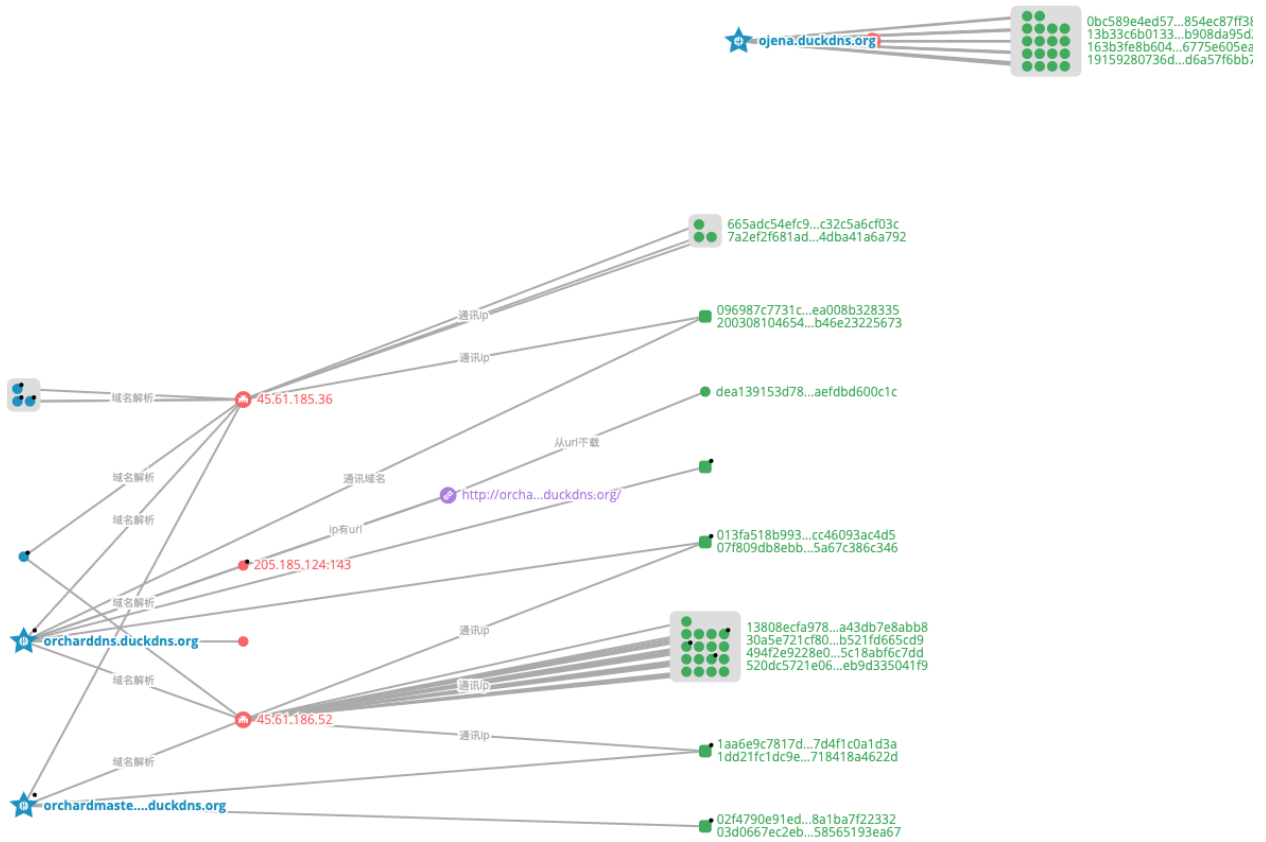 ojena.duckdns.org
0bc589e4ed57...854ec87ff38
13b33c6b0133...b908da95d2
163b3fe8b604...6775e605ea
19159280736d...d6a57f6bb7
665adc54efc9...c32c5a6cf03c
7a2ef2f681ad...4dba41a6a792
通讯ip
096987c7731c...ea008b328335
200308104654...b46e23225673
通讯ip
域名解析
45.61.185.36
dea139153d78...aefdbd600c1c
从url下载
域名解析
通讯域名
http://orcha...duckdns.org/
域名解析
ip有url
013fa518b993...cc46093ac4d5
07f809db8ebb...5a67c386c346
205.185.124.143
域名解析
通讯ip
13808ecfa978...a43db7e8abb8
30a5e721cf80...b521fd665cd9
494f2e9228e0...5c18abf6c7dd
520dc5721e06...eb9d335041f9
orcharddns.duckdns.org
域名解析
通讯ip
45.61.186.52
通讯ip
1aa6e9c7817d...7d4f1c0a1d3a
1dd21fc1dc9e...718418a4622d
域名解析
orchardmaste....duckdns.org
02f4790e91ed...8a1ba7f22332
03d0667ec2eb...58565193ea67